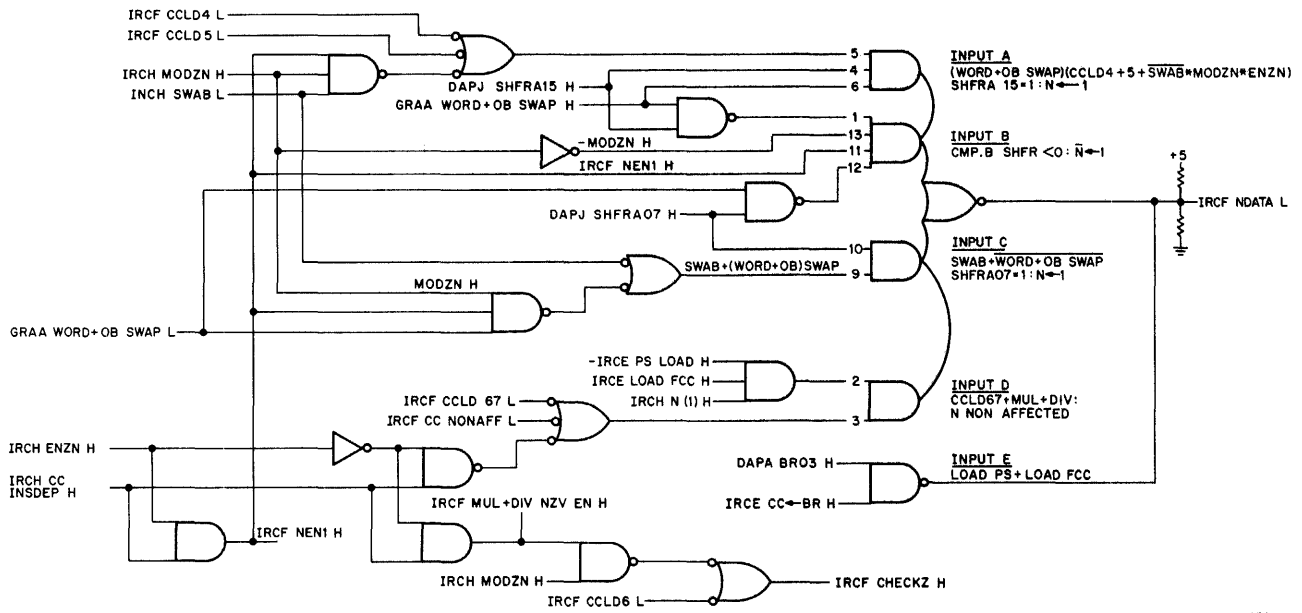 IRCF CCLD4 L
IRCF CCLD5 L
IRCH MODZN H
INCH SWAB L
DAPJ SHFRA15 H
GRAA WORD+OB SWAP H
-MODZN H
IRCF NEN1 H
DAPJ SHFRA07 H
SWAB+(WORD+OB)SWAP
MODZN H
GRAA WORD+OB SWAP L
-IRCE PS LOAD H
IRCE LOAD FCC H
IRCH N (1) H
IRCF CCLD 67 L
IRCF CC NONAFF L
IRCH ENZN H
IRCH CC
INSDEP H
IRCF NEN1 H
IRCF MUL+DIV NZV EN H
IRCH MODZN H
IRCF CCLD6 L
IRCF CHECKZ H
DAPA BR03 H
IRCE CC←BR H
5
4
6
1
13
11
12
10
9
2
3
INPUT A
(WORD+OB SWAP)(CCLD4+5+SWAB*MODZN*ENZN)
SHFRA 15=1:N←1
INPUT B
CMP.B SHFR <0: N←1
INPUT C
SWAB+WORD+OB SWAP
SHFRA07=1:N←1
INPUT D
CCLD67+MUL+DIV:
N NON AFFECTED
INPUT E
LOAD PS+LOAD FCC
+5
IRCF NDATA L